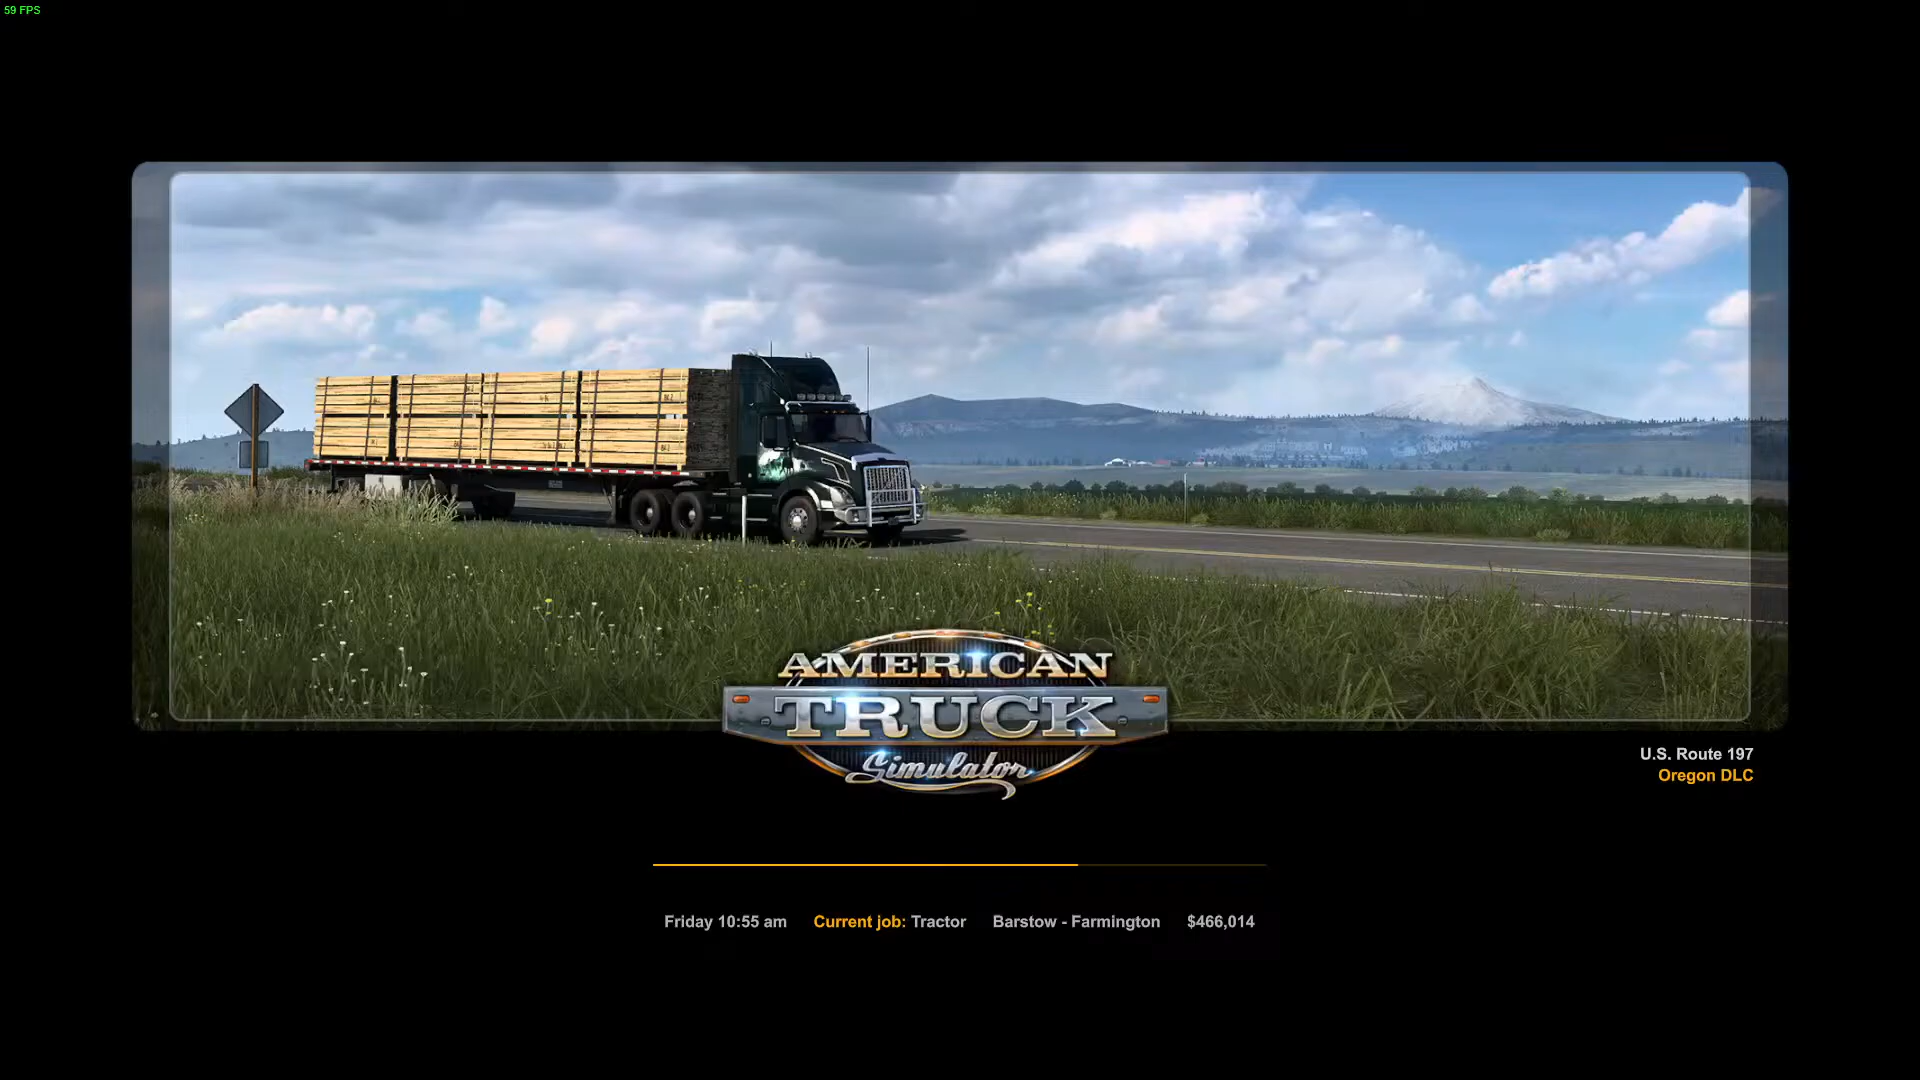 59 FPS
AMERICAN
TRUCK
Simulator
U.S. Route 197
Oregon DLC
Friday 10:55 am Current job: Tractor Barstow - Farmington $466,014